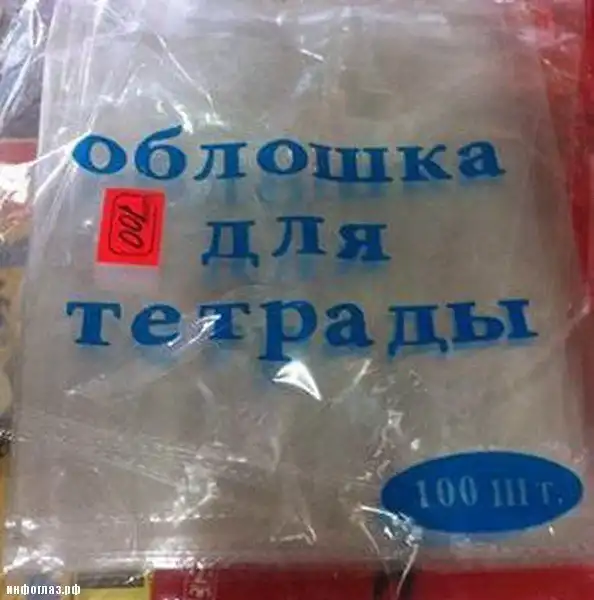 облошка
100
для
тетрады
100 шт.
инфоглаз.рф